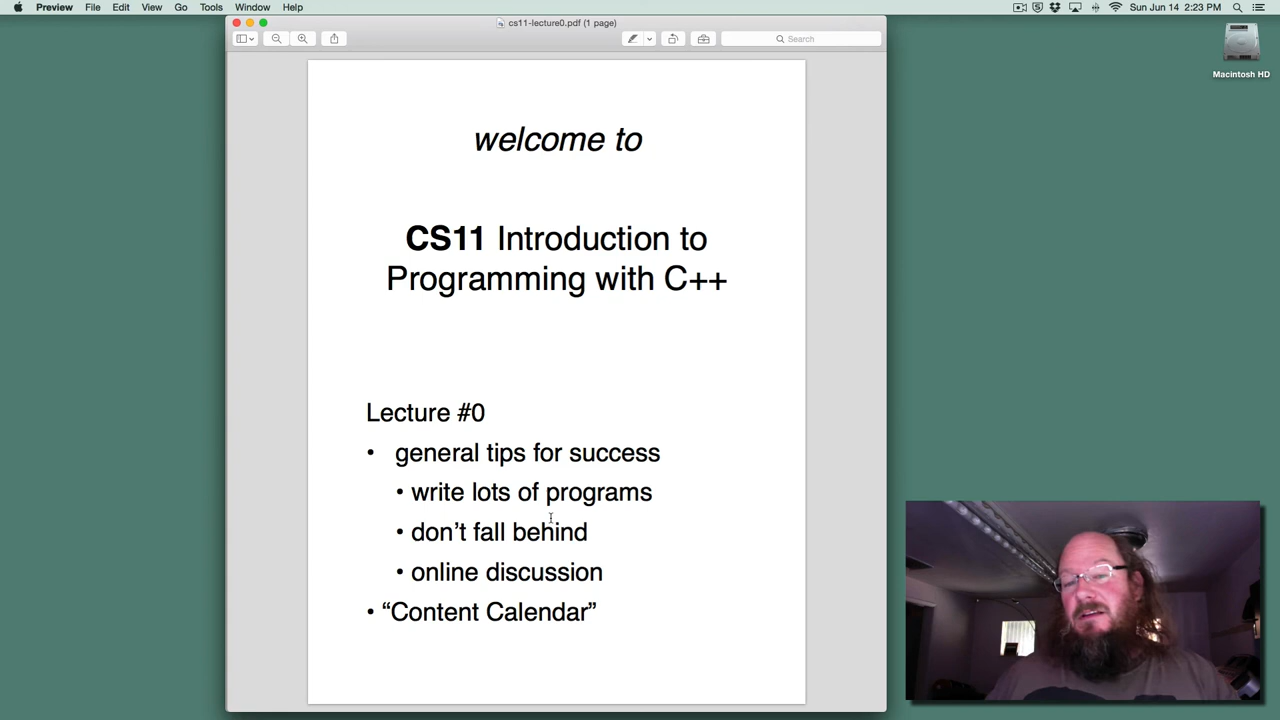 Preview File Edit View Go Tools Window Help
Sun Jun 14 2:23 PM
cs11-lecture0.pdf (1 page)
Search
Macintosh HD
welcome to
CS11 Introduction to
Programming with C++
Lecture #0
• general tips for success
• write lots of programs
• don’t fall behind
• online discussion
• “Content Calendar”